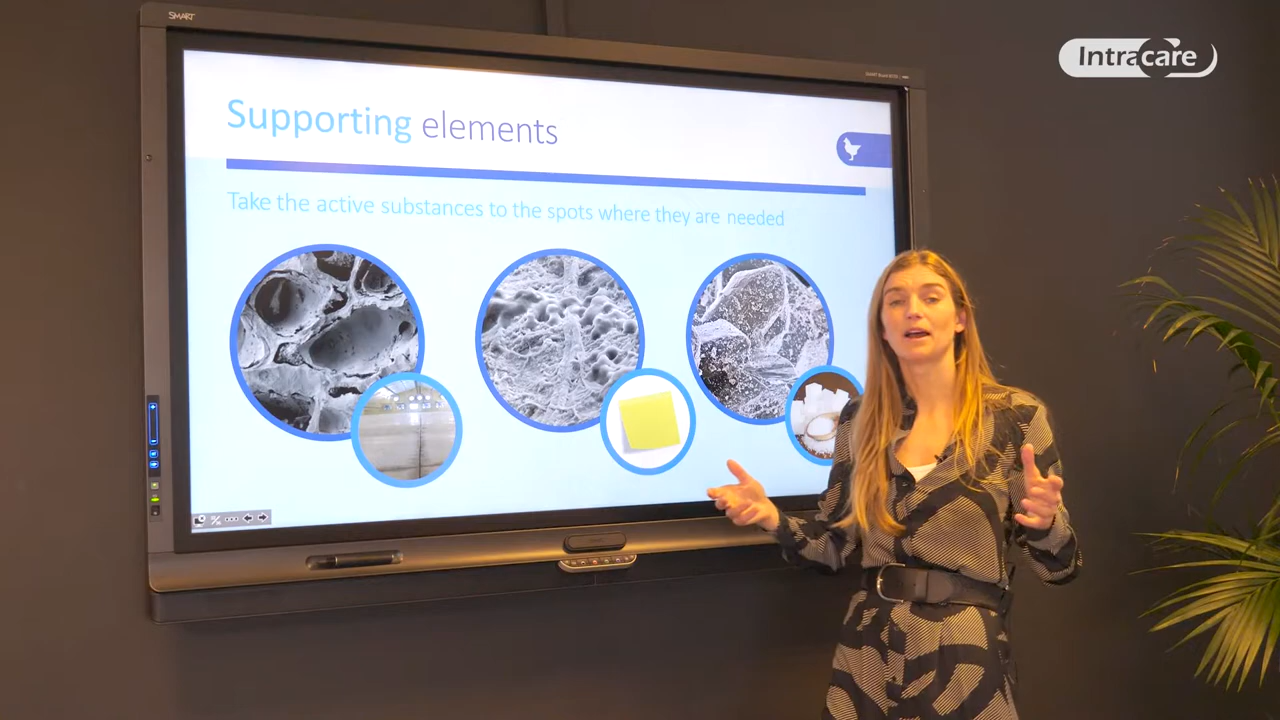 SMART
Intracare
Supporting elements
Take the active substances to the spots where they are needed